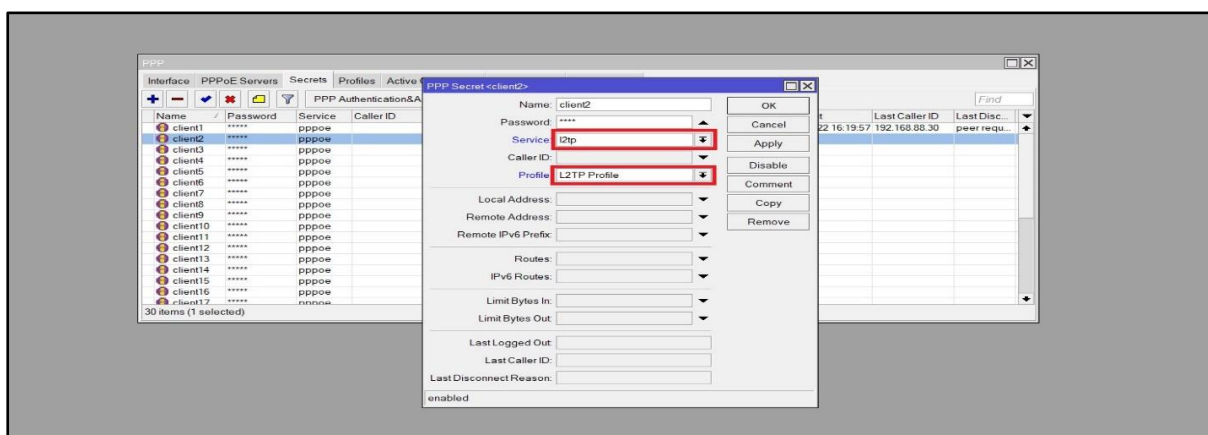 PPP
Interface PPPoE Servers Secrets Profiles Active
PPP Authentication&A
Find
Name Password Service Caller ID
Last Caller ID Last Disc...
client1 ***** pppoe
22 16:19:57 192.168.88.30 peer requ...
client2 ***** pppoe
client3 ***** pppoe
client4 ***** pppoe
client5 ***** pppoe
client6 ***** pppoe
client7 ***** pppoe
client8 ***** pppoe
client9 ***** pppoe
client10 ***** pppoe
client11 ***** pppoe
client12 ***** pppoe
client13 ***** pppoe
client14 ***** pppoe
client15 ***** pppoe
client16 ***** pppoe
client17 ***** pppoe
30 items (1 selected)
PPP Secret <client2>
Name: client2
Password: ****
Service: l2tp
Caller ID:
Profile: L2TP Profile
Local Address:
Remote Address:
Remote IPv6 Prefix:
Routes:
IPv6 Routes:
Limit Bytes In:
Limit Bytes Out:
Last Logged Out:
Last Caller ID:
Last Disconnect Reason:
enabled
OK
Cancel
Apply
Disable
Comment
Copy
Remove